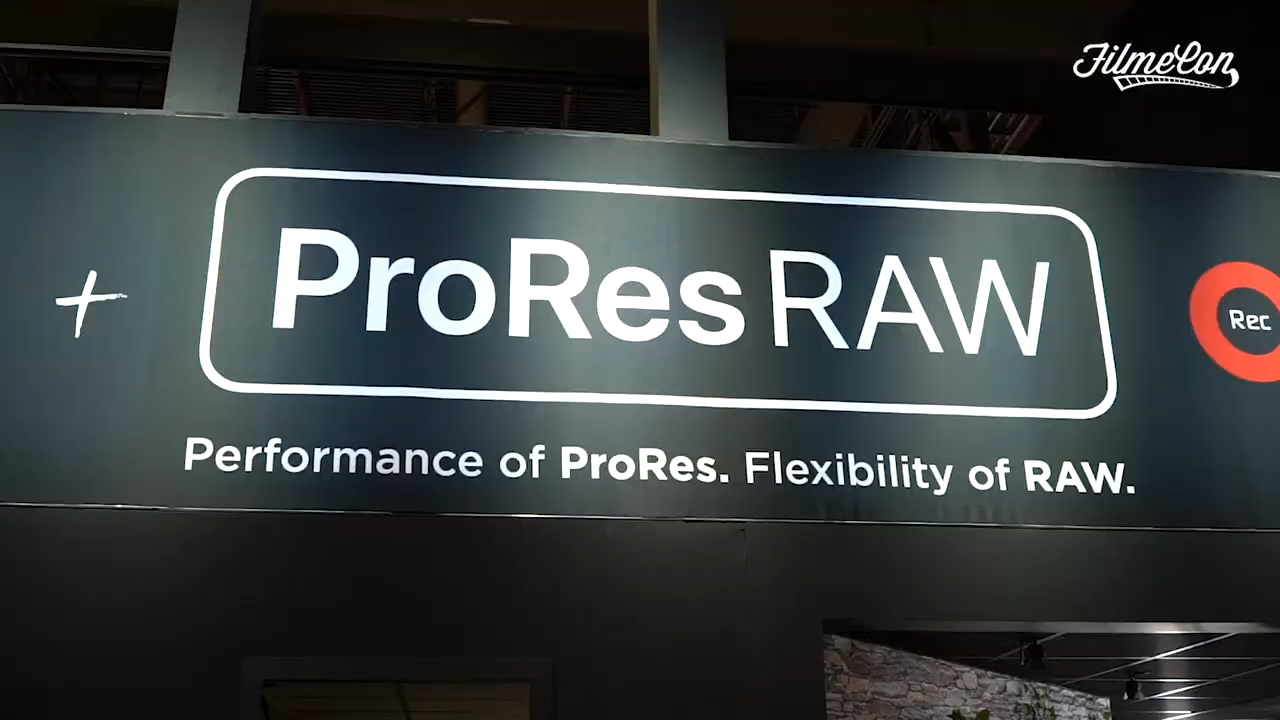 FilmeCon
+ ProRes RAW
Rec
Performance of ProRes. Flexibility of RAW.